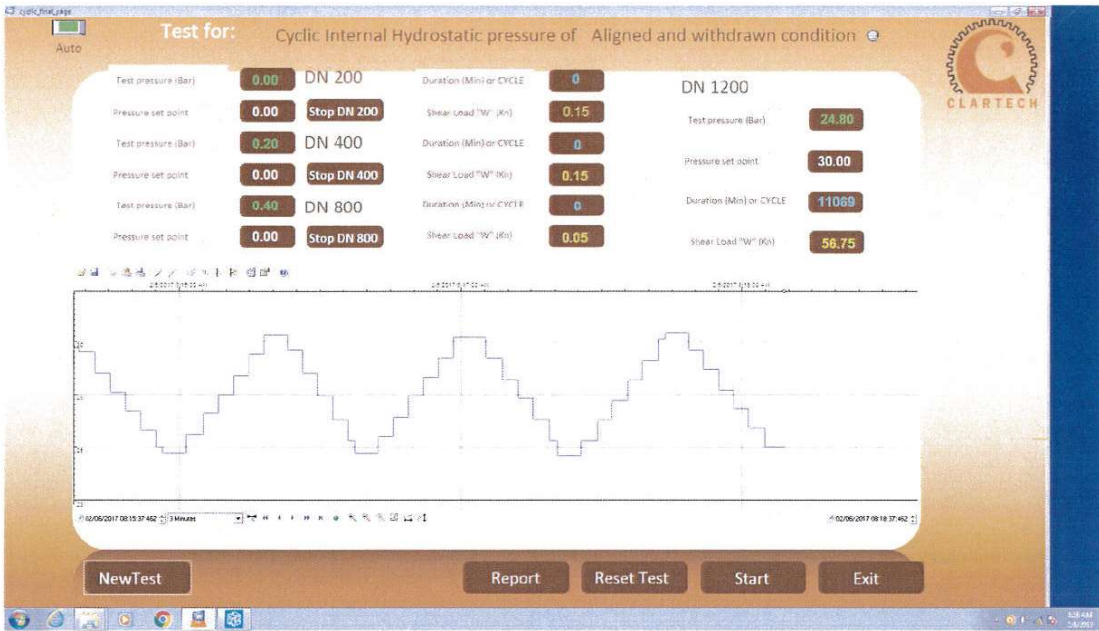 cyclic_final_page
Auto
Test for: Cyclic Internal Hydrostatic pressure of Aligned and withdrawn condition
CLARTECH
Test pressure (Bar) 0.00 DN 200 Duration (Min) or CYCLE 0
Pressure set point 0.00 Stop DN 200 Shear Load "W" (Kn) 0.15
Test pressure (Bar) 0.20 DN 400 Duration (Min) or CYCLE 0
Pressure set point 0.00 Stop DN 400 Shear Load "W" (Kn) 0.15
Test pressure (Bar) 0.40 DN 800 Duration (Min) or CYCLE 0
Pressure set point 0.00 Stop DN 800 Shear Load "W" (Kn) 0.05
DN 1200
Test pressure (Bar) 24.80
Pressure set point 30.00
Duration (Min) or CYCLE 11069
Shear Load "W" (Kn) 56.75
02/06/2017 08:15:37.462 3 Minutes 02/06/2017 08:18:37.462
NewTest Report Reset Test Start Exit